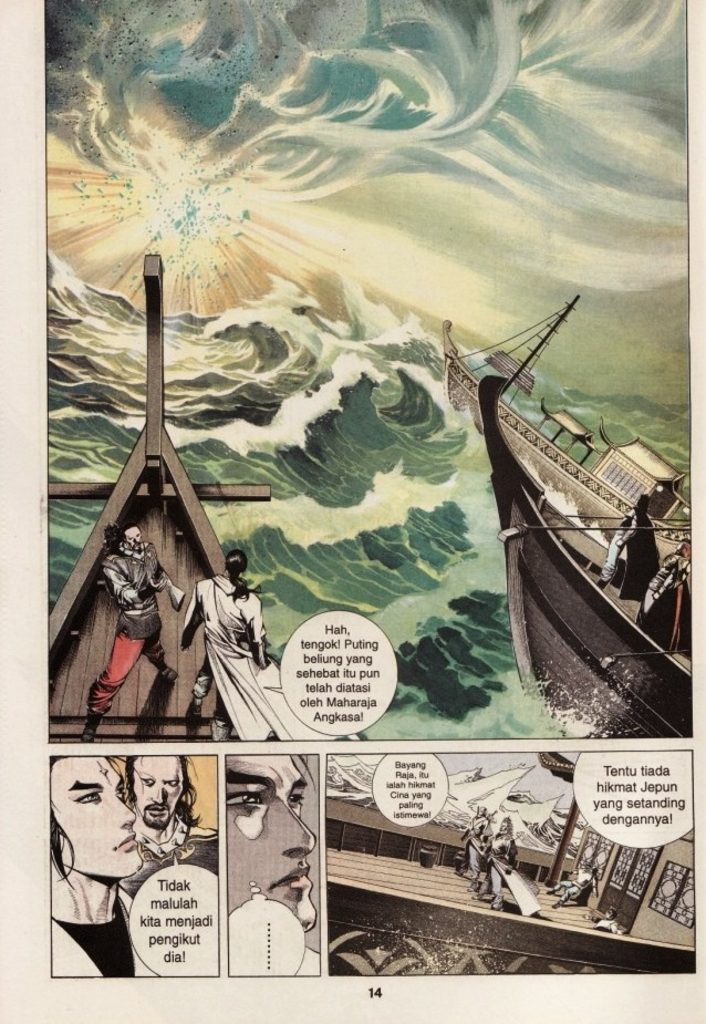 Hah,
tengok! Puting
beliung yang
sehebat itu pun
telah diatasi
oleh Maharaja
Angkasa!
Tidak
malulah
kita menjadi
pengikut
dia!
.........
Bayang
Raja, itu
ialah hikmat
Cina yang
paling
istimewa!
Tentu tiada
hikmat Jepun
yang setanding
dengannya!
14